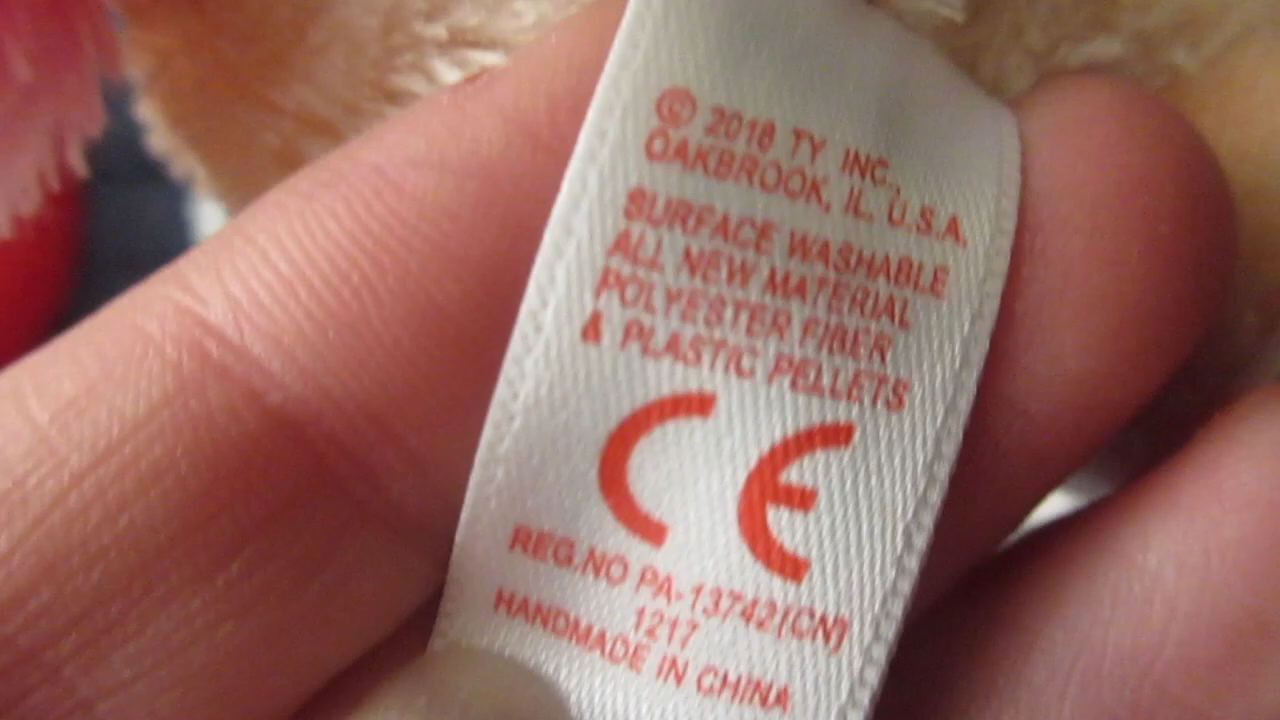 © 2018 TY INC.,
OAKBROOK, IL, U.S.A.
SURFACE WASHABLE
ALL NEW MATERIAL
POLYESTER FIBER
& PLASTIC PELLETS
CE
REG.NO PA-13742(CN)
1217
HANDMADE IN CHINA